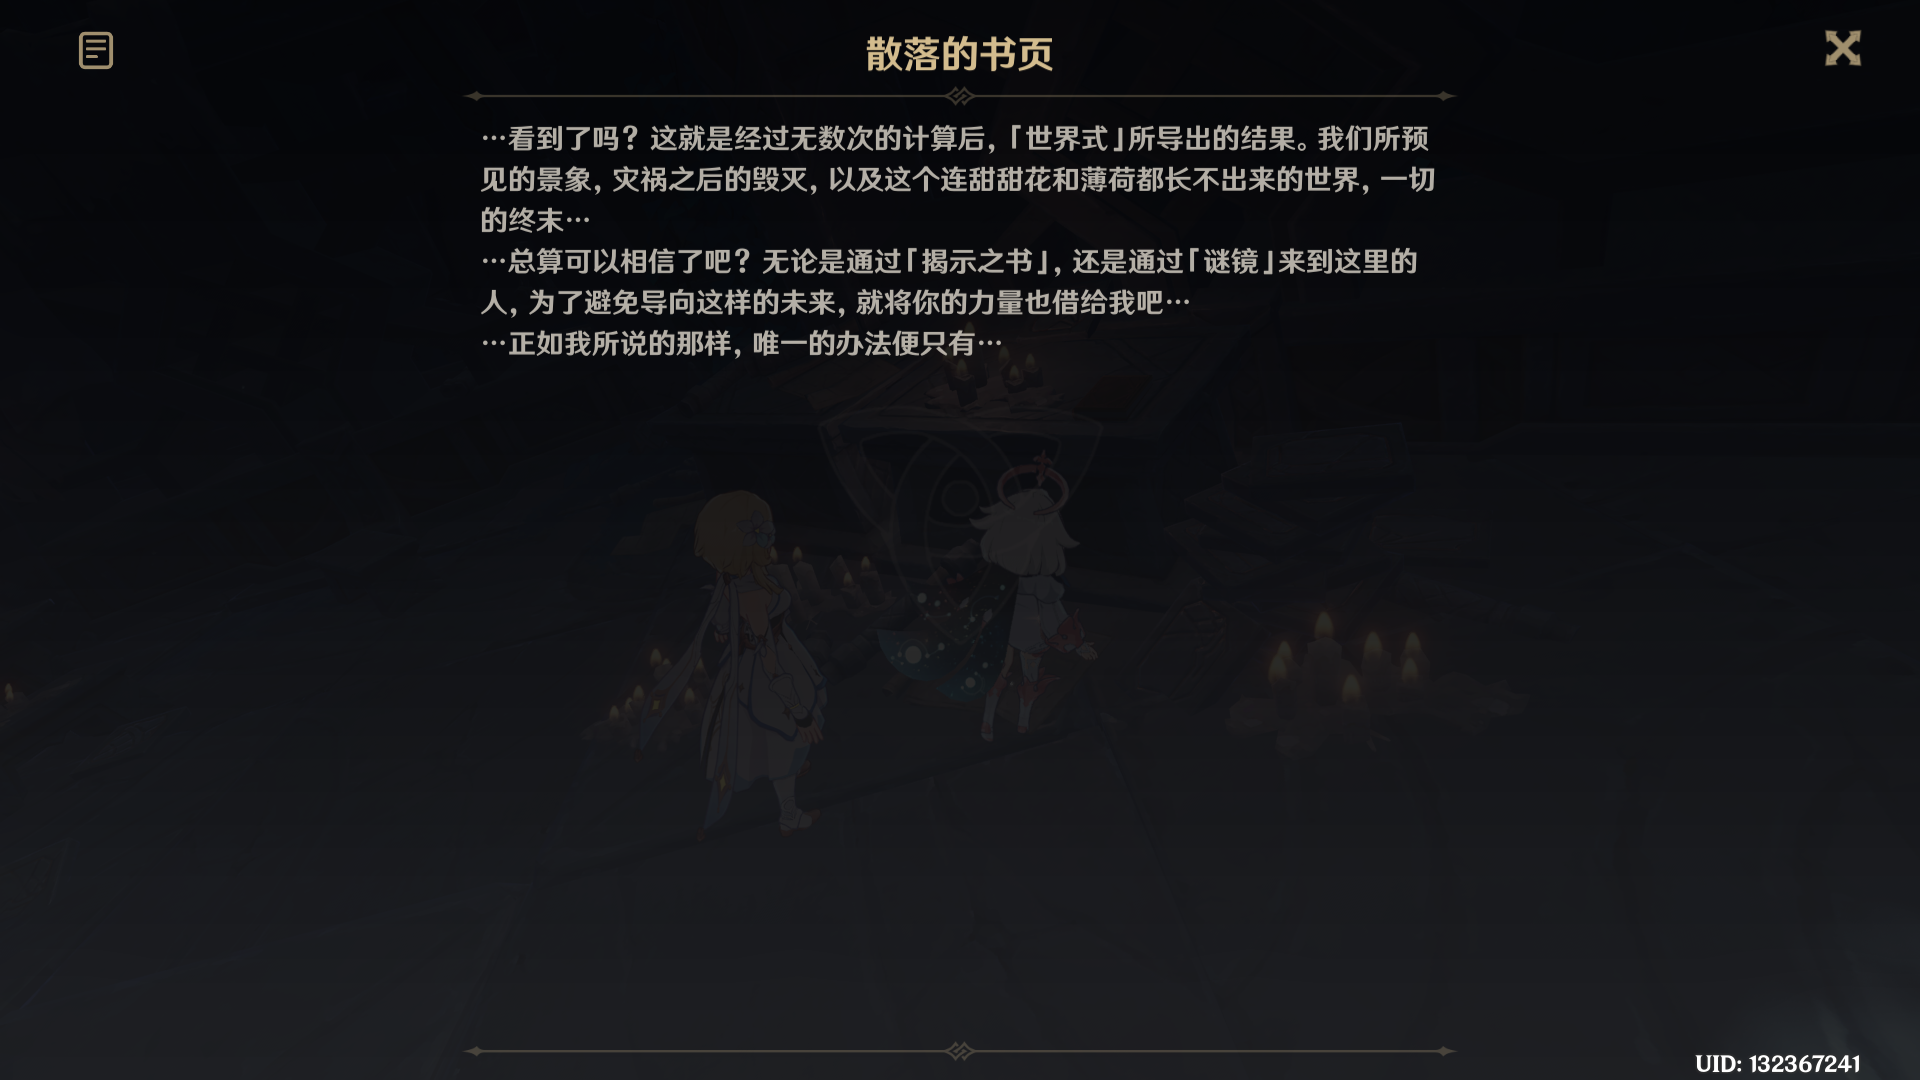 散落的书页
…看到了吗？这就是经过无数次的计算后，「世界式」所导出的结果。我们所预
见的景象，灾祸之后的毁灭，以及这个连甜甜花和薄荷都长不出来的世界，一切
的终末…
…总算可以相信了吧？无论是通过「揭示之书」，还是通过「谜镜」来到这里的
人，为了避免导向这样的未来，就将你的力量也借给我吧…
…正如我所说的那样，唯一的办法便只有…
UID: 132367241